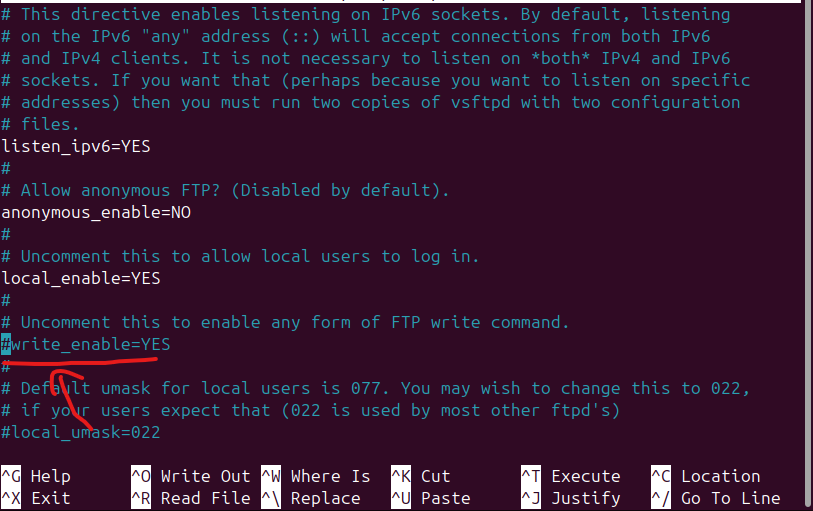 # This directive enables listening on IPv6 sockets. By default, listening
# on the IPv6 "any" address (::) will accept connections from both IPv6
# and IPv4 clients. It is not necessary to listen on *both* IPv4 and IPv6
# sockets. If you want that (perhaps because you want to listen on specific
# addresses) then you must run two copies of vsftpd with two configuration
# files.
listen_ipv6=YES
#
# Allow anonymous FTP? (Disabled by default).
anonymous_enable=NO
#
# Uncomment this to allow local users to log in.
local_enable=YES
#
# Uncomment this to enable any form of FTP write command.
#write_enable=YES
#
# Default umask for local users is 077. You may wish to change this to 022,
# if your users expect that (022 is used by most other ftpd's)
#local_umask=022
^G Help ^O Write Out ^W Where Is ^K Cut ^T Execute ^C Location
^X Exit ^R Read File ^\ Replace ^U Paste ^J Justify ^/ Go To Line